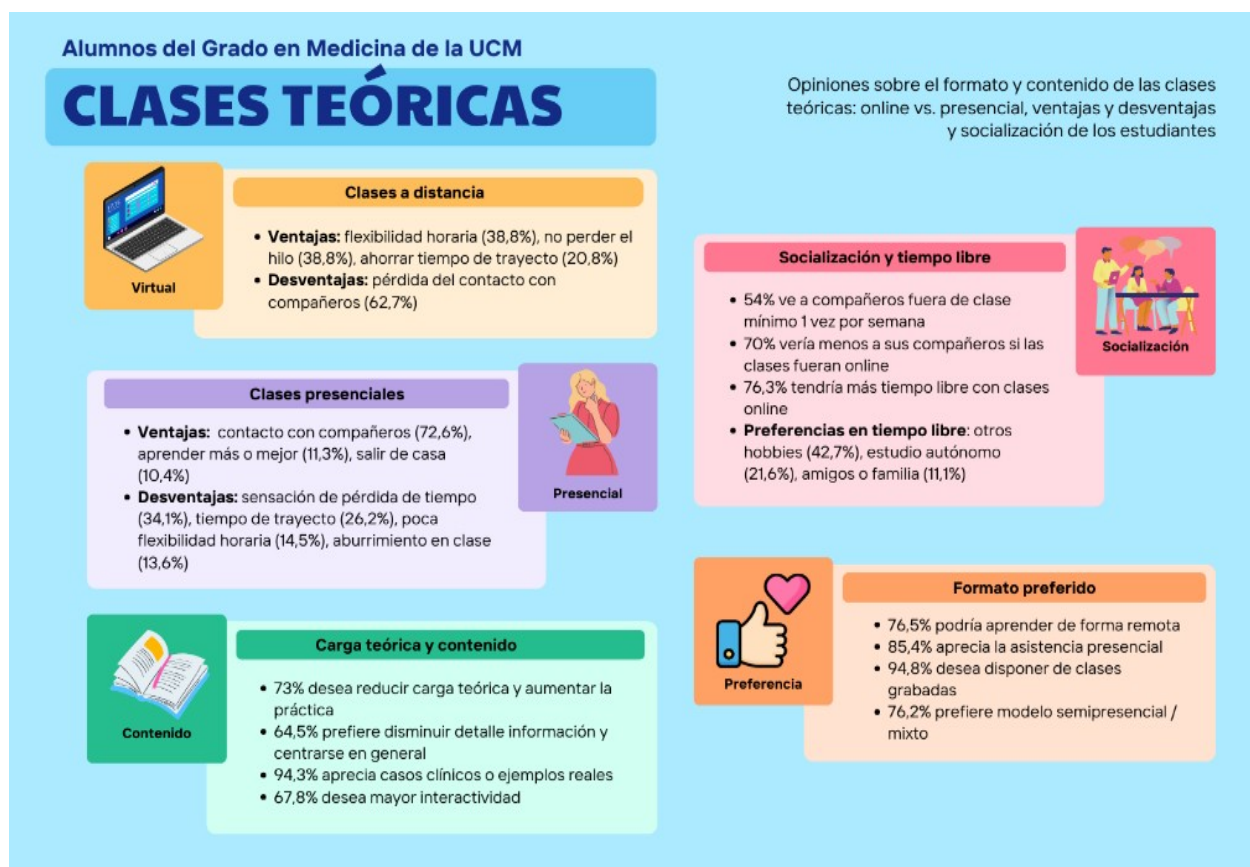 Alumnos del Grado en Medicina de la UCM
CLASES TEÓRICAS
Opiniones sobre el formato y contenido de las clases
teóricas: online vs. presencial, ventajas y desventajas
y socialización de los estudiantes
Virtual
Clases a distancia
• Ventajas: flexibilidad horaria (38,8%), no perder el
hilo (38,8%), ahorrar tiempo de trayecto (20,8%)
• Desventajas: pérdida del contacto con
compañeros (62,7%)
Clases presenciales
• Ventajas: contacto con compañeros (72,6%),
aprender más o mejor (11,3%), salir de casa
(10,4%)
• Desventajas: sensación de pérdida de tiempo
(34,1%), tiempo de trayecto (26,2%), poca
flexibilidad horaria (14,5%), aburrimiento en clase
(13,6%)
Presencial
Contenido
Carga teórica y contenido
• 73% desea reducir carga teórica y aumentar la
práctica
• 64,5% prefiere disminuir detalle información y
centrarse en general
• 94,3% aprecia casos clínicos o ejemplos reales
• 67,8% desea mayor interactividad
Socialización y tiempo libre
• 54% ve a compañeros fuera de clase
mínimo 1 vez por semana
• 70% vería menos a sus compañeros si las
clases fueran online
• 76,3% tendría más tiempo libre con clases
online
• Preferencias en tiempo libre: otros
hobbies (42,7%), estudio autónomo
(21,6%), amigos o familia (11,1%)
Socialización
Preferencia
Formato preferido
• 76,5% podría aprender de forma remota
• 85,4% aprecia la asistencia presencial
• 94,8% desea disponer de clases
grabadas
• 76,2% prefiere modelo semipresencial /
mixto